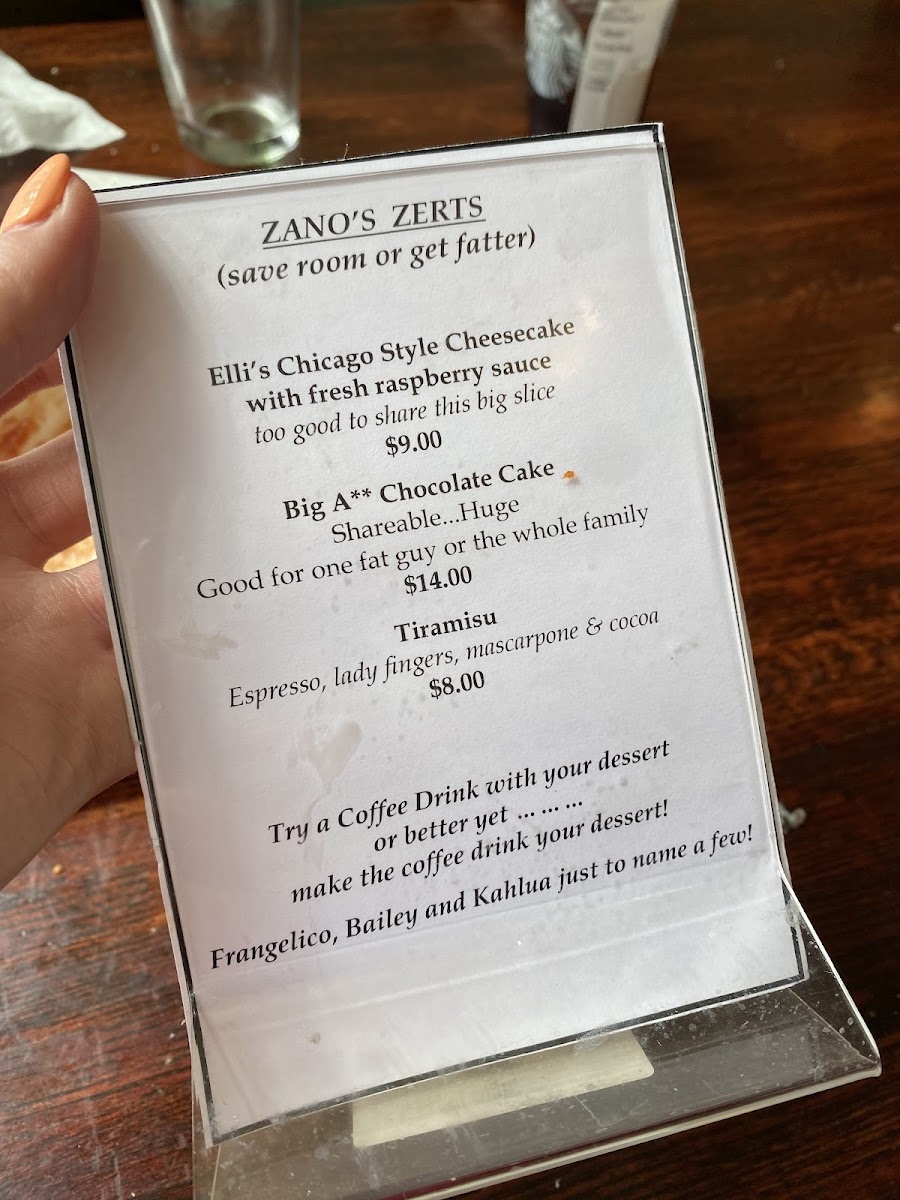 ZANO'S ZERTS
(save room or get fatter)
Elli's Chicago Style Cheesecake
with fresh raspberry sauce
too good to share this big slice
$9.00
Big A** Chocolate Cake
Shareable...Huge
Good for one fat guy or the whole family
$14.00
Tiramisu
Espresso, lady fingers, mascarpone & cocoa
$8.00
Try a Coffee Drink with your dessert
or better yet ... ... ...
make the coffee drink your dessert!
Frangelico, Bailey and Kahlua just to name a few!